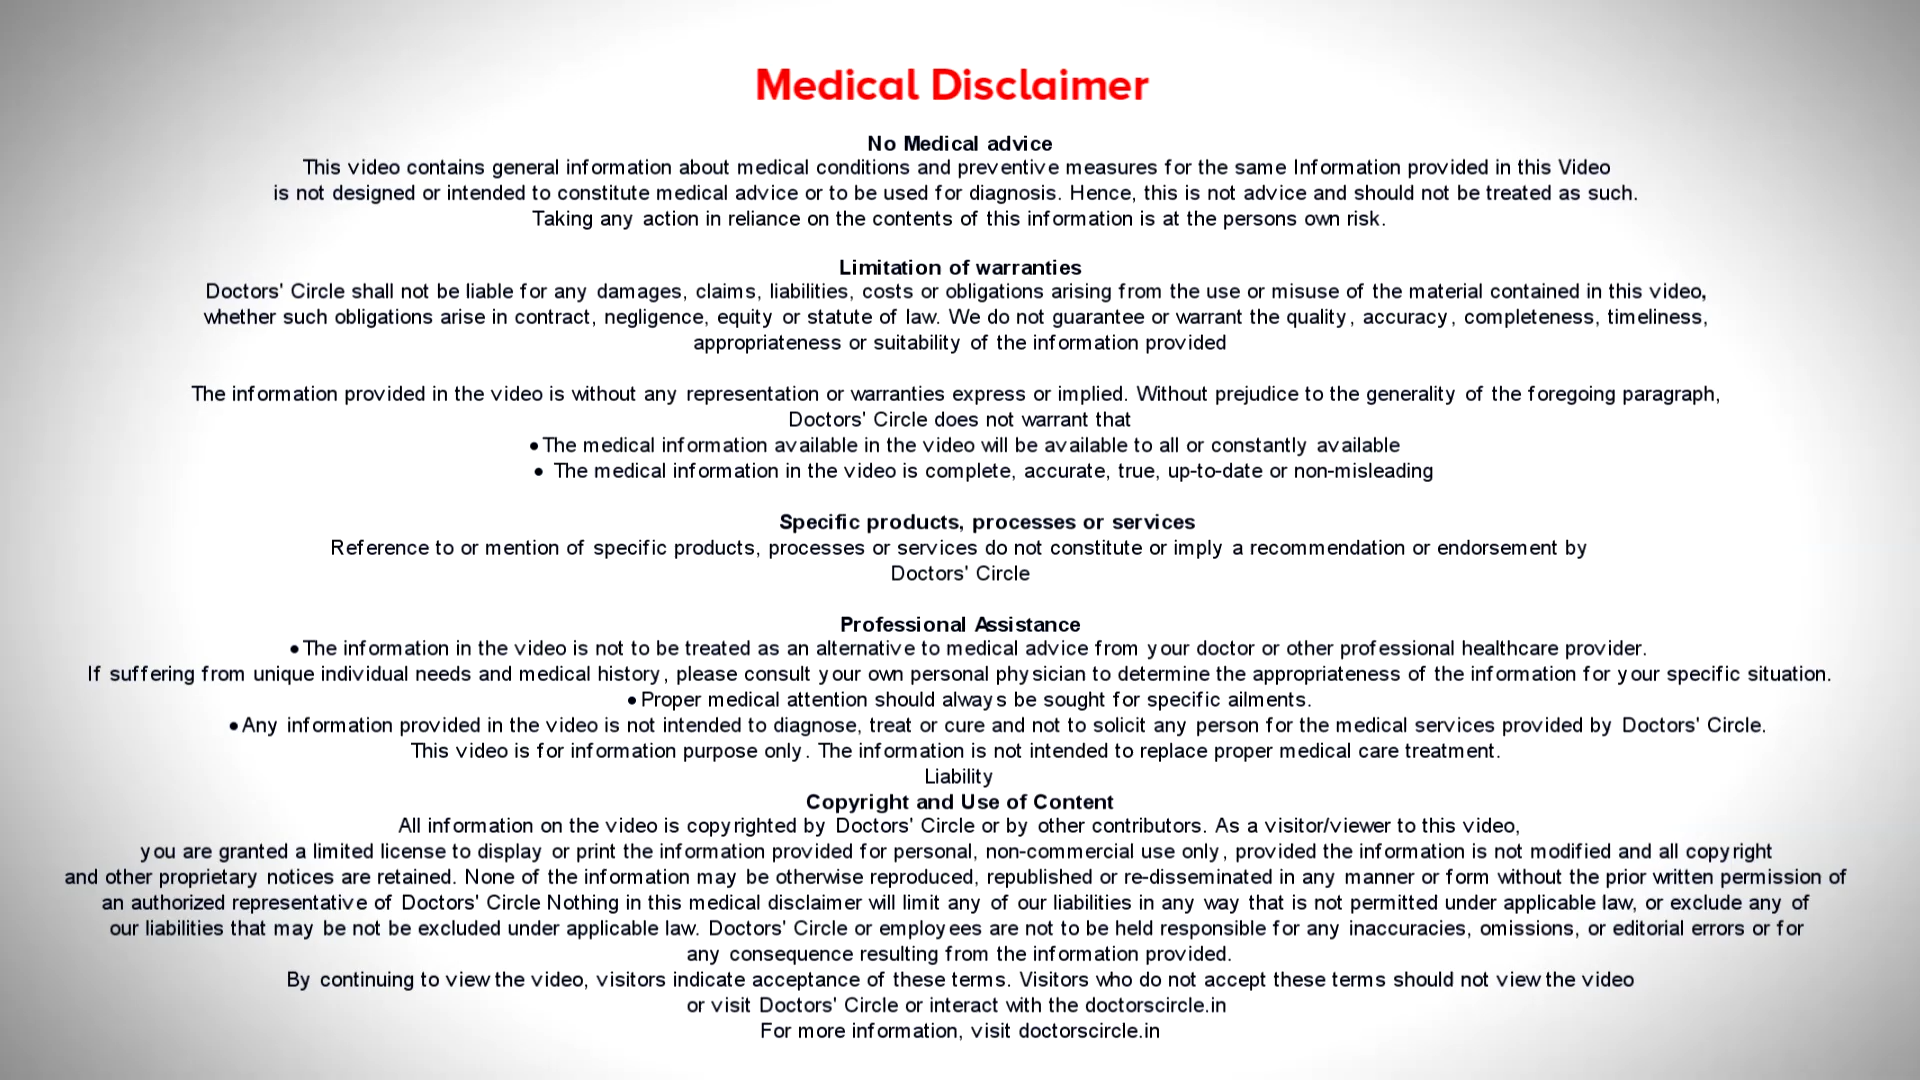 Medical Disclaimer
No Medical advice
This video contains general information about medical conditions and preventive measures for the same Information provided in this Video
is not designed or intended to constitute medical advice or to be used for diagnosis. Hence, this is not advice and should not be treated as such.
Taking any action in reliance on the contents of this information is at the persons own risk.
Limitation of warranties
Doctors' Circle shall not be liable for any damages, claims, liabilities, costs or obligations arising from the use or misuse of the material contained in this video,
whether such obligations arise in contract, negligence, equity or statute of law. We do not guarantee or warrant the quality, accuracy, completeness, timeliness,
appropriateness or suitability of the information provided
The information provided in the video is without any representation or warranties express or implied. Without prejudice to the generality of the foregoing paragraph,
Doctors' Circle does not warrant that
• The medical information available in the video will be available to all or constantly available
• The medical information in the video is complete, accurate, true, up-to-date or non-misleading
Specific products, processes or services
Reference to or mention of specific products, processes or services do not constitute or imply a recommendation or endorsement by
Doctors' Circle
Professional Assistance
• The information in the video is not to be treated as an alternative to medical advice from your doctor or other professional healthcare provider.
If suffering from unique individual needs and medical history, please consult your own personal physician to determine the appropriateness of the information for your specific situation.
• Proper medical attention should always be sought for specific ailments.
• Any information provided in the video is not intended to diagnose, treat or cure and not to solicit any person for the medical services provided by Doctors' Circle.
This video is for information purpose only. The information is not intended to replace proper medical care treatment.
Liability
Copyright and Use of Content
All information on the video is copyrighted by Doctors' Circle or by other contributors. As a visitor/viewer to this video,
you are granted a limited license to display or print the information provided for personal, non-commercial use only, provided the information is not modified and all copyright
and other proprietary notices are retained. None of the information may be otherwise reproduced, republished or re-disseminated in any manner or form without the prior written permission of
an authorized representative of Doctors' Circle Nothing in this medical disclaimer will limit any of our liabilities in any way that is not permitted under applicable law, or exclude any of
our liabilities that may be not be excluded under applicable law. Doctors' Circle or employees are not to be held responsible for any inaccuracies, omissions, or editorial errors or for
any consequence resulting from the information provided.
By continuing to view the video, visitors indicate acceptance of these terms. Visitors who do not accept these terms should not view the video
or visit Doctors' Circle or interact with the doctorscircle.in
For more information, visit doctorscircle.in